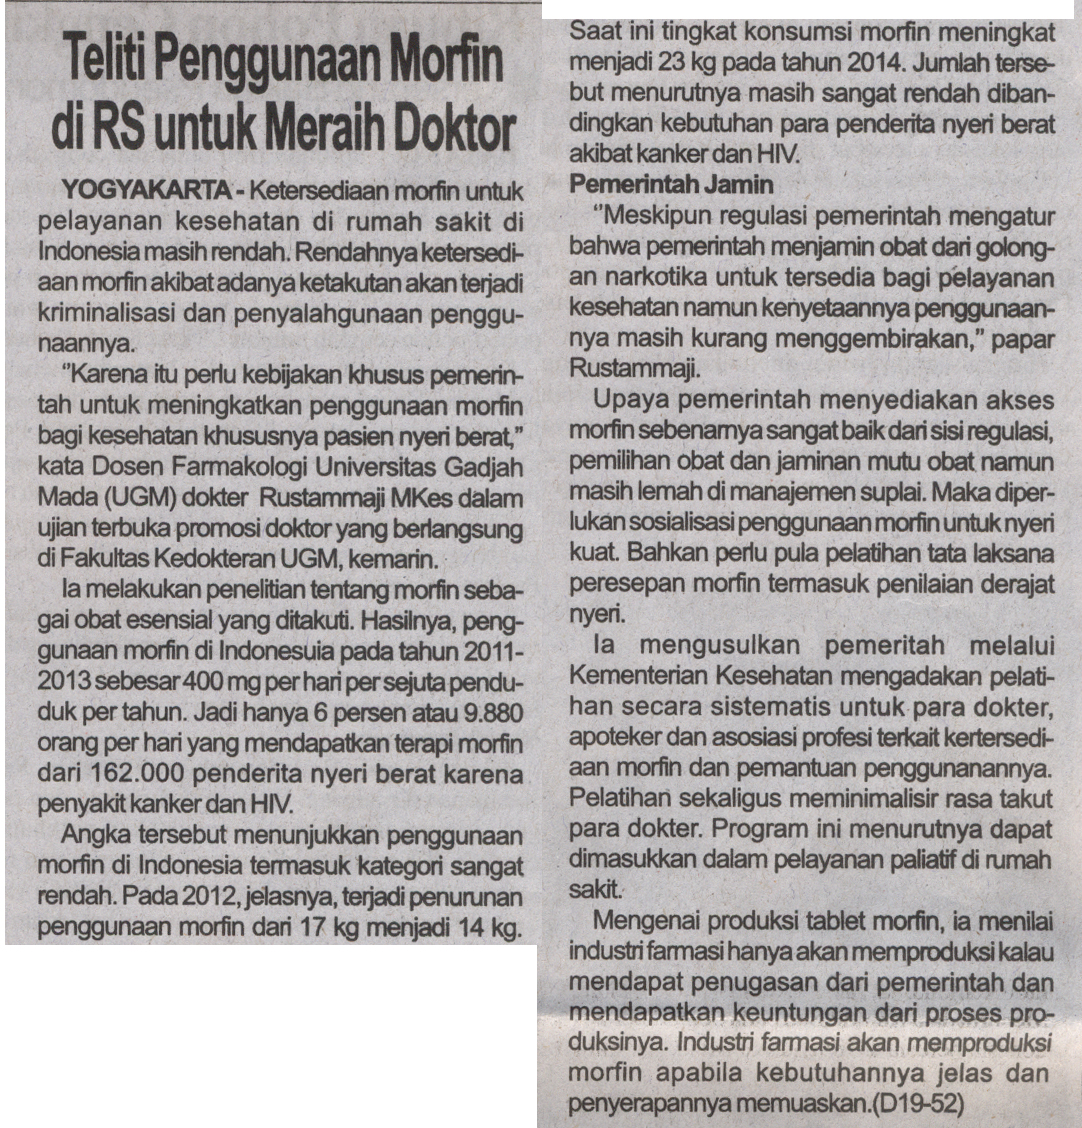 Teliti Penggunaan Morfin
di RS untuk Meraih Doktor
YOGYAKARTA - Ketersediaan morfin untuk
pelayanan kesehatan di rumah sakit di
Indonesia masih rendah. Rendahnya ketersedi-
aan morfin akibat adanya ketakutan akan terjadi
kriminalisasi dan penyalahgunaan penggu-
naannya.
"Karena itu perlu kebijakan khusus pemerin-
tah untuk meningkatkan penggunaan morfin
bagi kesehatan khususnya pasien nyeri berat,"
kata Dosen Farmakologi Universitas Gadjah
Mada (UGM) dokter Rustammaji MKes dalam
ujian terbuka promosi doktor yang berlangsung
di Fakultas Kedokteran UGM, kemarin.
Ia melakukan penelitian tentang morfin seba-
gai obat esensial yang ditakuti. Hasilnya, peng-
gunaan morfin di Indonesuia pada tahun 2011-
2013 sebesar 400 mg per hari per sejuta pendu-
duk per tahun. Jadi hanya 6 persen atau 9.880
orang per hari yang mendapatkan terapi morfin
dari 162.000 penderita nyeri berat karena
penyakit kanker dan HIV.
Angka tersebut menunjukkan penggunaan
morfin di Indonesia termasuk kategori sangat
rendah. Pada 2012, jelasnya, terjadi penurunan
penggunaan morfin dari 17 kg menjadi 14 kg.
Saat ini tingkat konsumsi morfin meningkat
menjadi 23 kg pada tahun 2014. Jumlah terse-
but menurutnya masih sangat rendah diban-
dingkan kebutuhan para penderita nyeri berat
akibat kanker dan HIV.
Pemerintah Jamin
"Meskipun regulasi pemerintah mengatur
bahwa pemerintah menjamin obat dari golong-
an narkotika untuk tersedia bagi pelayanan
kesehatan namun kenyetaannya penggunaan-
nya masih kurang menggembirakan," papar
Rustammaji.
Upaya pemerintah menyediakan akses
morfin sebenarnya sangat baik dari sisi regulasi,
pemilihan obat dan jaminan mutu obat namun
masih lemah di manajemen suplai. Maka diper-
lukan sosialisasi penggunaan morfin untuk nyeri
kuat. Bahkan perlu pula pelatihan tata laksana
peresepan morfin termasuk penilaian derajat
nyeri.
Ia mengusulkan pemeritah melalui
Kementerian Kesehatan mengadakan pelati-
han secara sistematis untuk para dokter,
apoteker dan asosiasi profesi terkait kertersedi-
aan morfin dan pemantuan penggunanannya.
Pelatihan sekaligus meminimalisir rasa takut
para dokter. Program ini menurutnya dapat
dimasukkan dalam pelayanan paliatif di rumah
sakit.
Mengenai produksi tablet morfin, ia menilai
industri farmasi hanya akan memproduksi kalau
mendapat penugasan dari pemerintah dan
mendapatkan keuntungan dari proses pro-
duksinya. Industri farmasi akan memproduksi
morfin apabila kebutuhannya jelas dan
penyerapannya memuaskan.(D19-52)